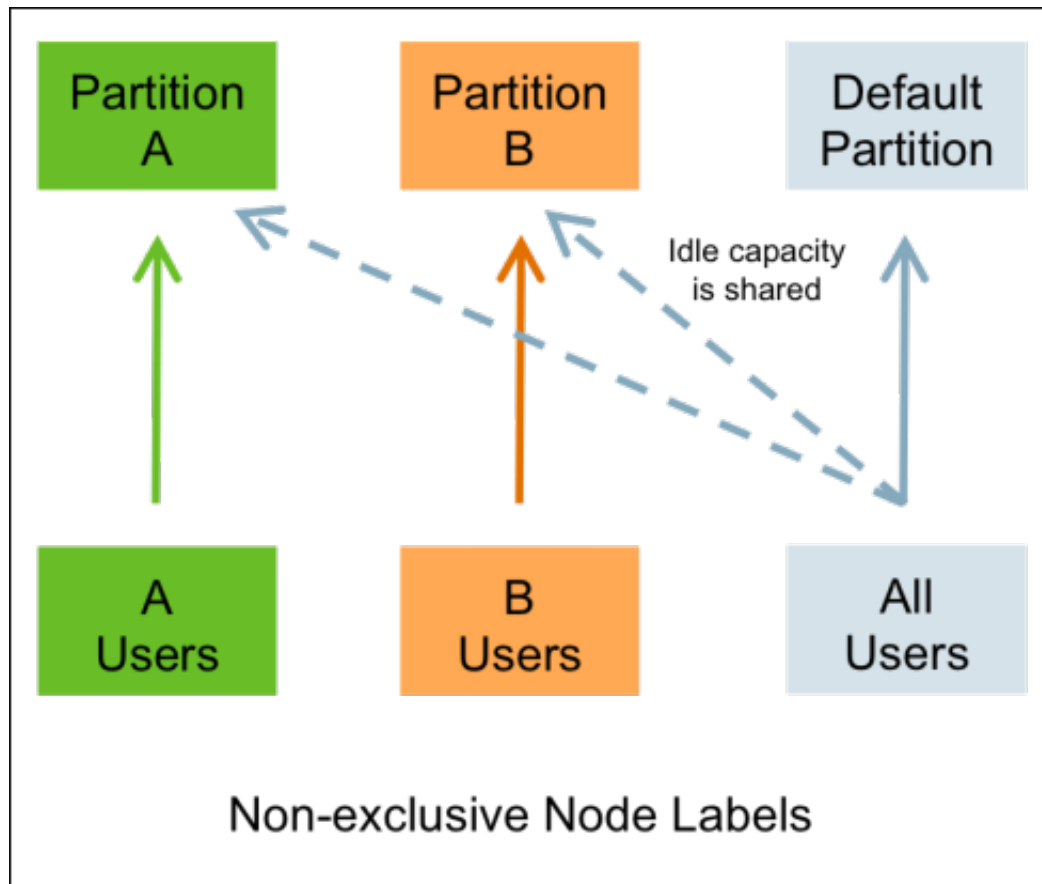 Partition
A
Partition
B
Default
Partition
Idle capacity
is shared
A
Users
B
Users
All
Users
Non-exclusive Node Labels